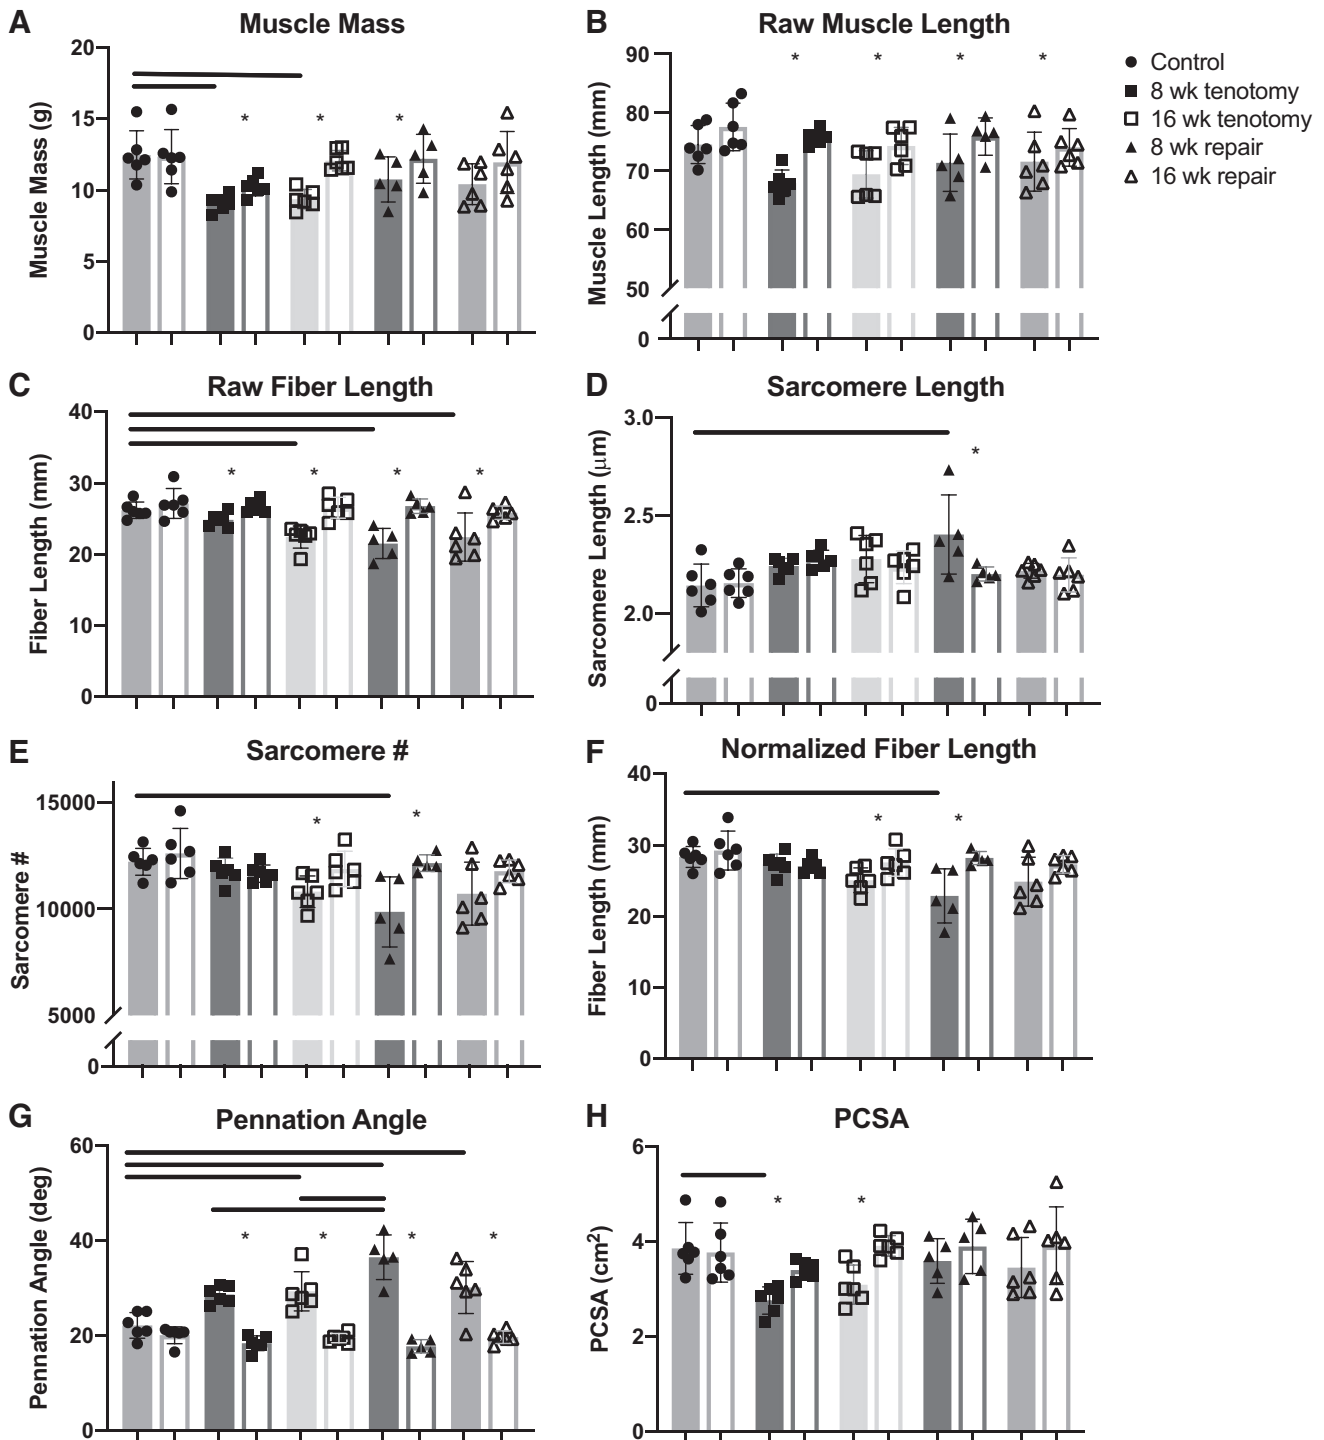 A
Muscle Mass
Muscle Mass (g)
20
15
10
5
0
*
*
*
B
Raw Muscle Length
Muscle Length (mm)
90
80
70
60
50
0
*
*
*
*
Control
8 wk tenotomy
16 wk tenotomy
8 wk repair
16 wk repair
C
Raw Fiber Length
Fiber Length (mm)
40
30
20
10
0
*
*
*
*
D
Sarcomere Length
Sarcomere Length (μm)
3.0
2.5
2.0
0
*
E
Sarcomere #
Sarcomere #
15000
10000
5000
0
*
*
F
Normalized Fiber Length
Fiber Length (mm)
40
30
20
10
0
*
*
G
Pennation Angle
Pennation Angle (deg)
60
40
20
0
*
*
*
*
H
PCSA
PCSA (cm²)
6
4
2
0
*
*